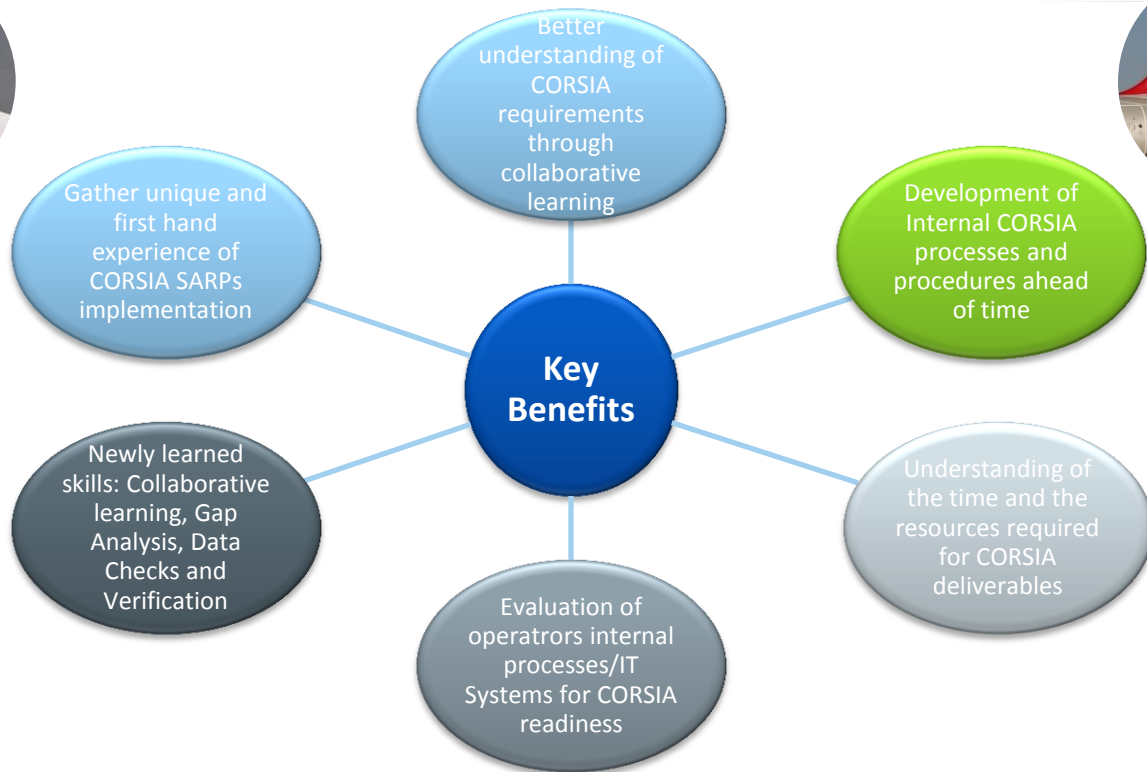 Better
understanding of
CORSIA
requirements
through
collaborative
learning
Gather unique and
first hand
experience of
CORSIA SARPs
implementation
Development of
Internal CORSIA
processes and
procedures ahead
of time
Key
Benefits
Newly learned
skills: Collaborative
learning, Gap
Analysis, Data
Checks and
Verification
Understanding of
the time and the
resources required
for CORSIA
deliverables
Evaluation of
operatrors internal
processes/IT
Systems for CORSIA
readiness